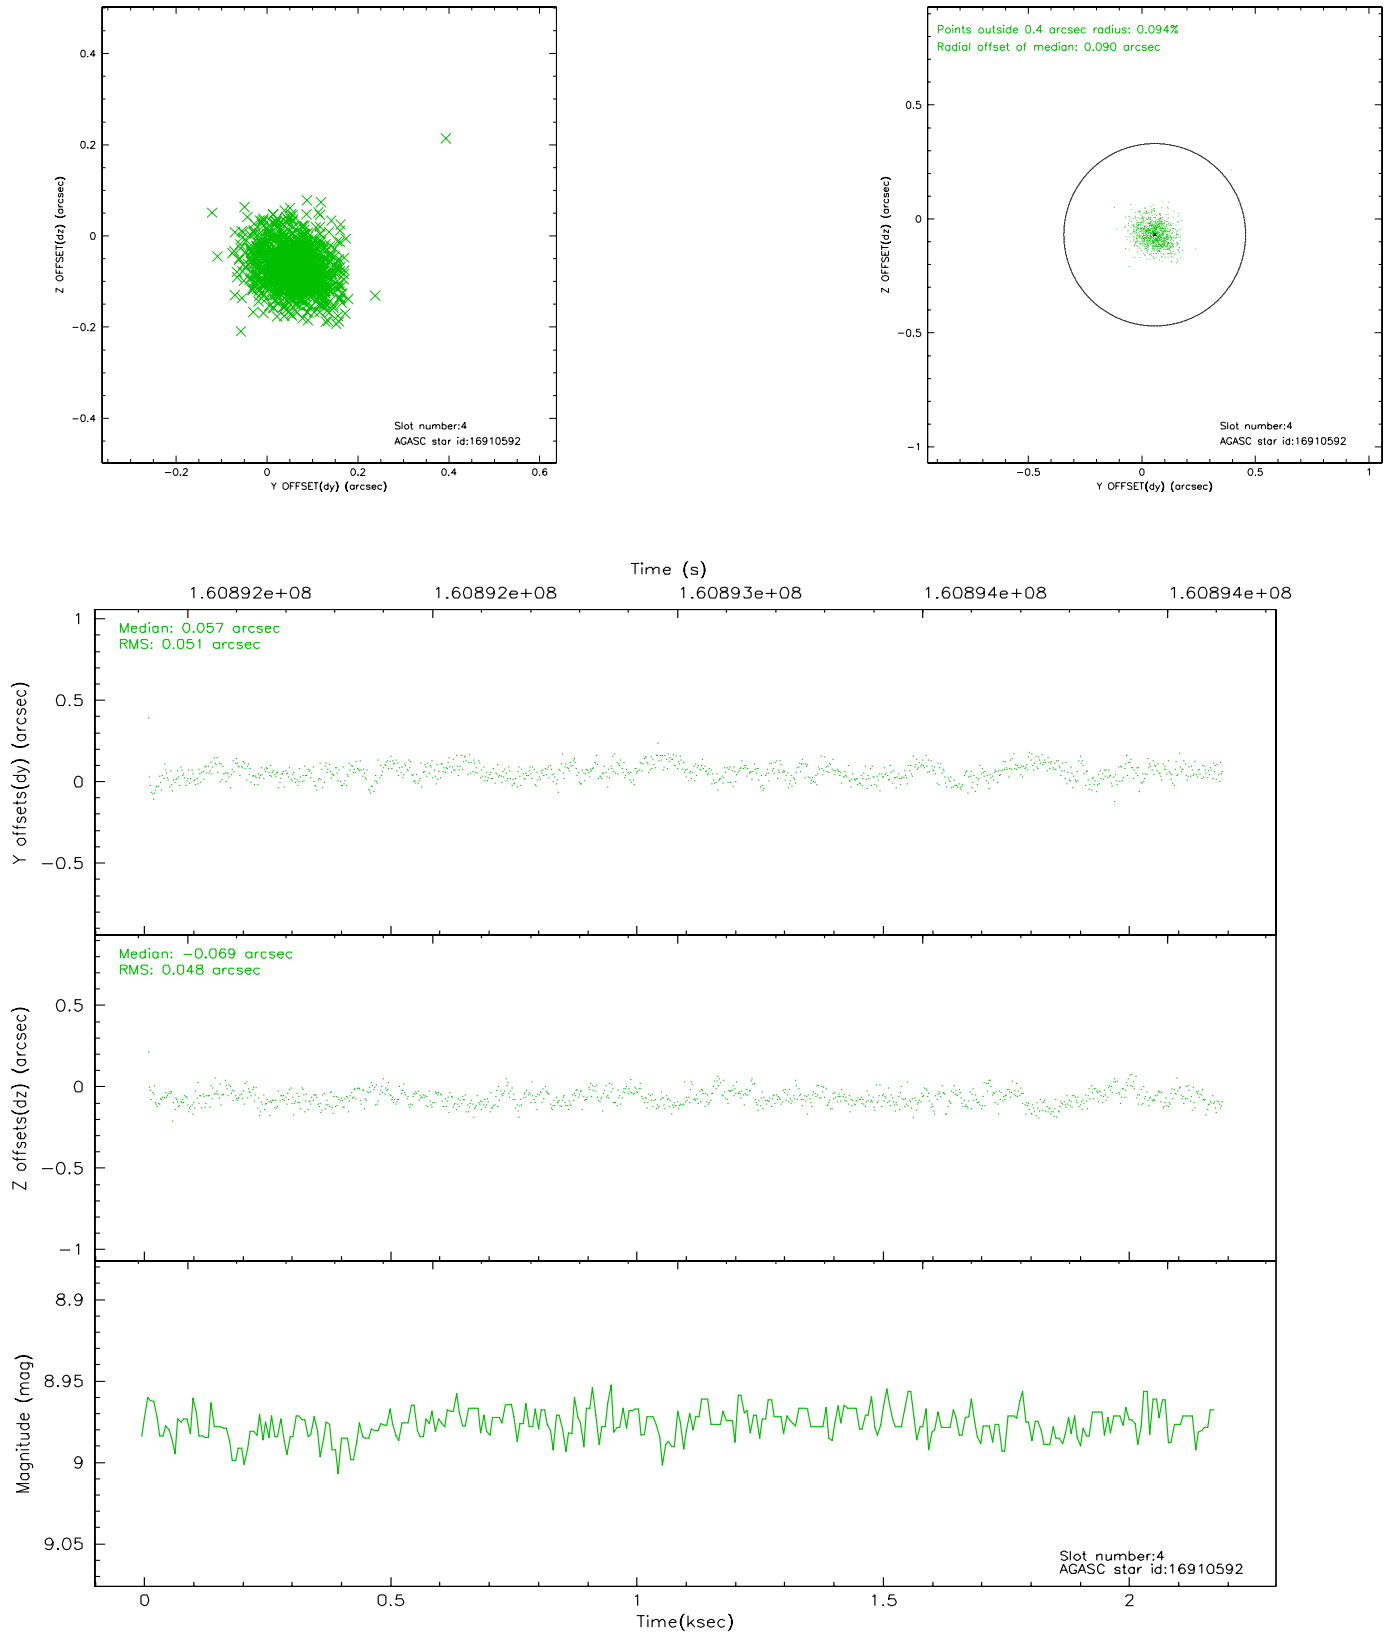 0.4
0.2
0
−0.2
−0.4
Z OFFSET(dz) (arcsec)
Slot number:4
AGASC star id:16910592
−0.2 0 0.2 0.4 0.6
Y OFFSET(dy) (arcsec)
Points outside 0.4 arcsec radius: 0.094%
Radial offset of median: 0.090 arcsec
0.5
0
−0.5
−1
Z OFFSET(dz) (arcsec)
Slot number:4
AGASC star id:16910592
−0.5 0 0.5 1
Y OFFSET(dy) (arcsec)
Time (s)
1.60892e+08 1.60892e+08 1.60893e+08 1.60894e+08 1.60894e+08
Median: 0.057 arcsec
RMS: 0.051 arcsec
1
0.5
0
−0.5
Y offsets(dy) (arcsec)
Median: −0.069 arcsec
RMS: 0.048 arcsec
0.5
0
−0.5
−1
Z offsets(dz) (arcsec)
8.9
8.95
9
9.05
Magnitude (mag)
Slot number:4
AGASC star id:16910592
0 0.5 1 1.5 2
Time(ksec)